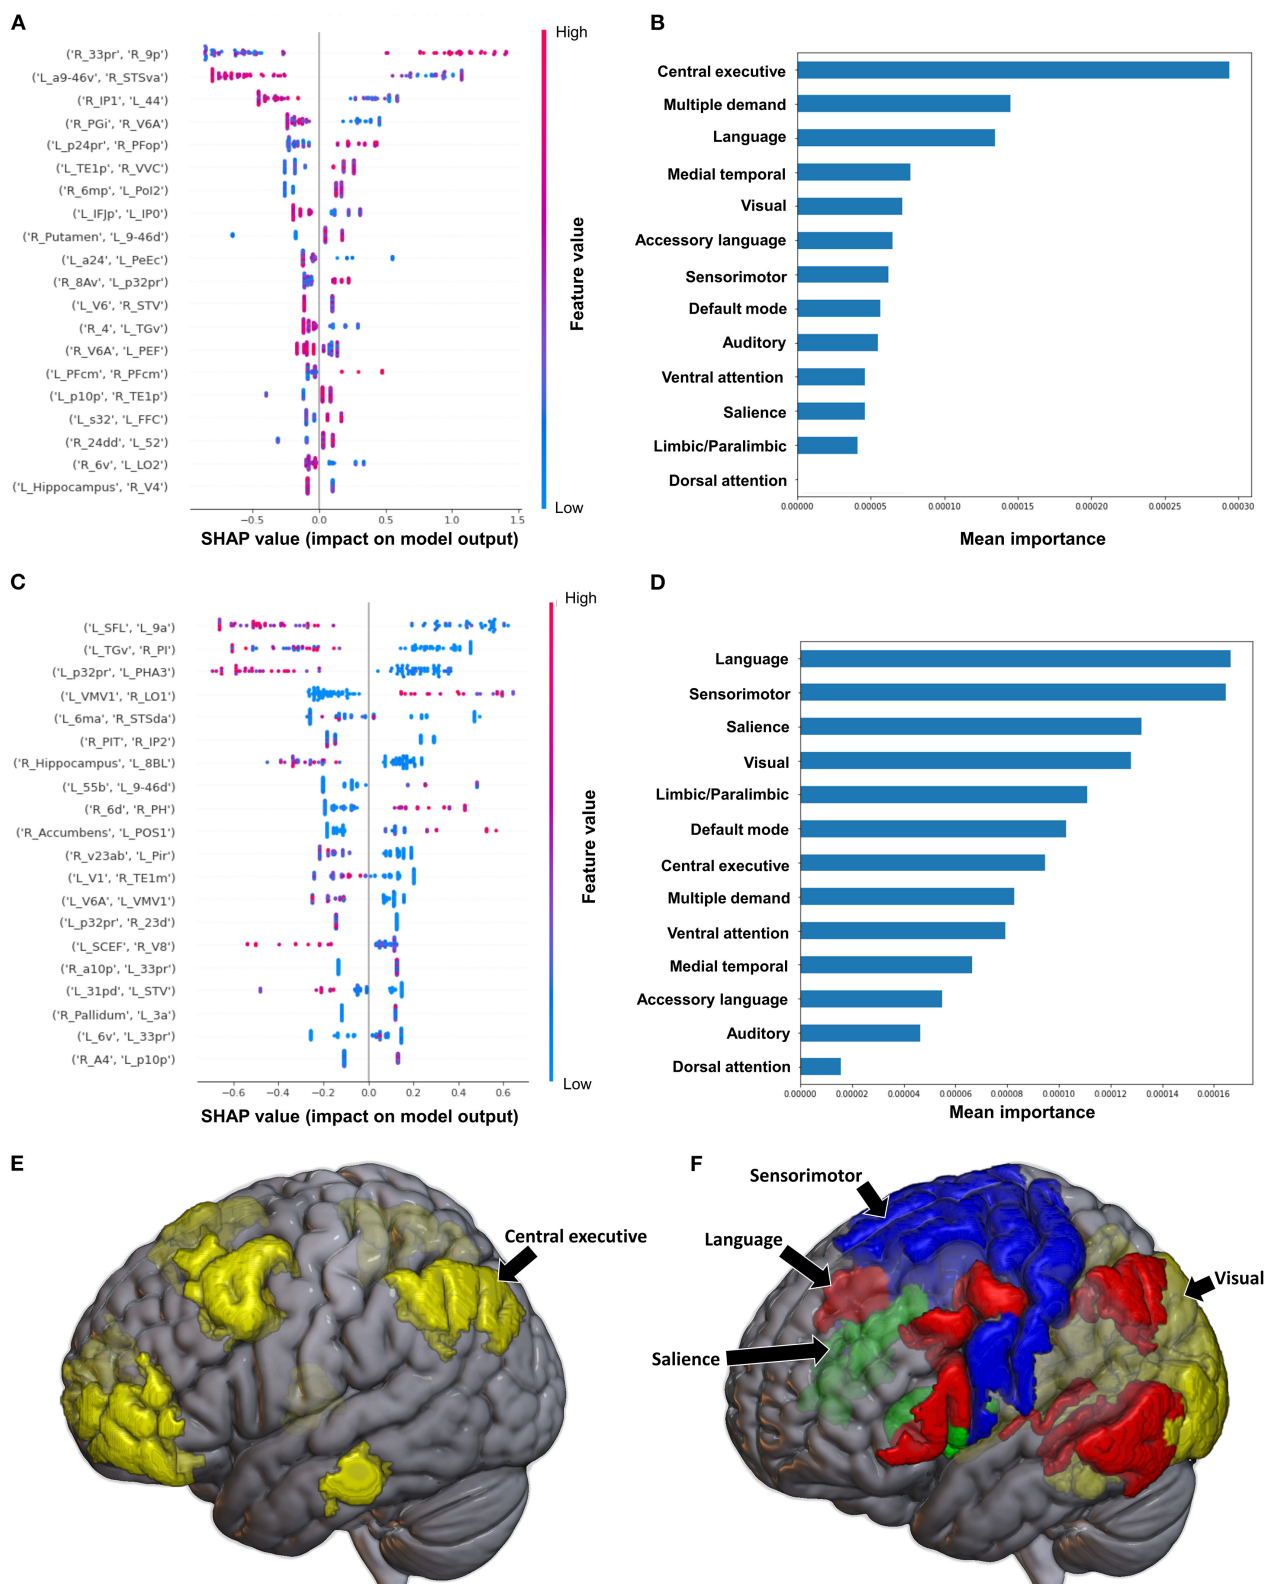 A
High
('R_33pr', 'R_9p')
('L_a9-46v', 'R_STSva')
('R_IP1', 'L_44')
('R_PGi', 'R_V6A')
('L_p24pr', 'R_PFop')
('L_TE1p', 'R_VVC')
('R_6mp', 'L_PoI2')
('L_IFJp', 'L_IP0')
('R_Putamen', 'L_9-46d')
('L_a24', 'L_PeEc')
('R_8Av', 'L_p32pr')
('L_V6', 'R_STV')
('R_4', 'L_TGv')
('R_V6A', 'L_PEF')
('L_PFcm', 'R_PFcm')
('L_p10p', 'R_TE1p')
('L_s32', 'L_FFC')
('R_24dd', 'L_52')
('R_6v', 'L_LO2')
('L_Hippocampus', 'R_V4')
Feature value
Low
−0.5 0.0 0.5 1.0 1.5
SHAP value (impact on model output)
B
Central executive
Multiple demand
Language
Medial temporal
Visual
Accessory language
Sensorimotor
Default mode
Auditory
Ventral attention
Salience
Limbic/Paralimbic
Dorsal attention
0.00000 0.00005 0.00010 0.00015 0.00020 0.00025 0.00030
Mean importance
C
High
('L_SFL', 'L_9a')
('L_TGv', 'R_PI')
('L_p32pr', 'L_PHA3')
('L_VMV1', 'R_LO1')
('L_6ma', 'R_STSda')
('R_PIT', 'R_IP2')
('R_Hippocampus', 'L_8BL')
('L_55b', 'L_9-46d')
('R_6d', 'R_PH')
('R_Accumbens', 'L_POS1')
('R_v23ab', 'L_Pir')
('L_V1', 'R_TE1m')
('L_V6A', 'L_VMV1')
('L_p32pr', 'R_23d')
('L_SCEF', 'R_V8')
('R_a10p', 'L_33pr')
('L_31pd', 'L_STV')
('R_Pallidum', 'L_3a')
('L_6v', 'L_33pr')
('R_A4', 'L_p10p')
Feature value
Low
−0.6 −0.4 −0.2 0.0 0.2 0.4 0.6
SHAP value (impact on model output)
D
Language
Sensorimotor
Salience
Visual
Limbic/Paralimbic
Default mode
Central executive
Multiple demand
Ventral attention
Medial temporal
Accessory language
Auditory
Dorsal attention
0.00000 0.00002 0.00004 0.00006 0.00008 0.00010 0.00012 0.00014 0.00016
Mean importance
E
Central executive
F
Sensorimotor
Language
Visual
Salience